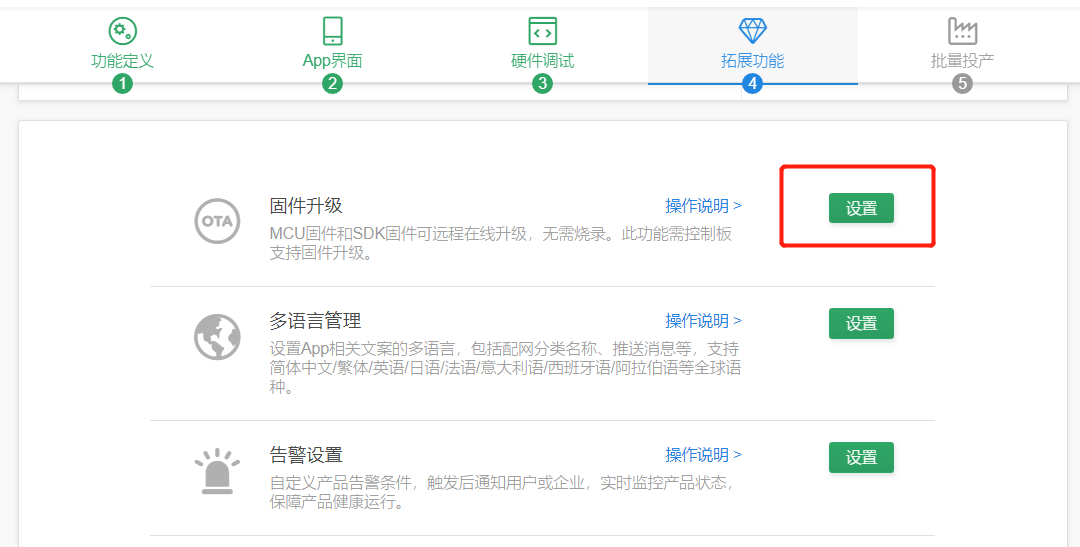 功能定义
App界面
硬件调试
拓展功能
批量投产
1
2
3
4
5
OTA
固件升级
操作说明 >
设置
MCU固件和SDK固件可远程在线升级，无需烧录。此功能需控制板
支持固件升级。
多语言管理
操作说明 >
设置
设置App相关文案的多语言，包括配网分类名称、推送消息等，支持
简体中文/繁体/英语/日语/法语/意大利语/西班牙语/阿拉伯语等全球语
种。
告警设置
操作说明 >
设置
自定义产品告警条件，触发后通知用户或企业，实时监控产品状态，
保障产品健康运行。